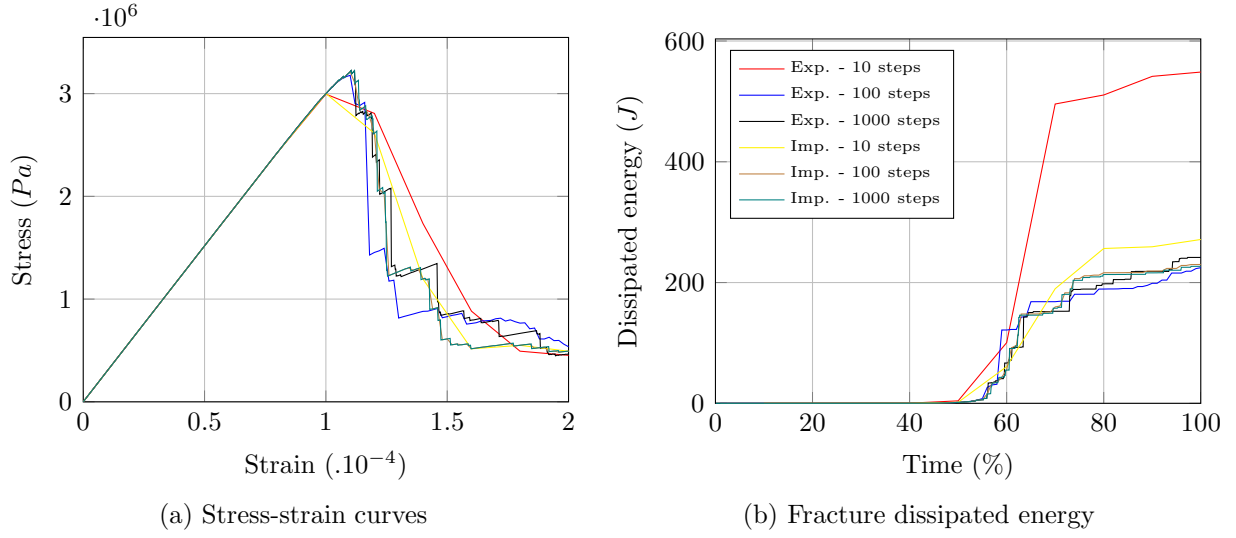 ·10⁶
3
2
1
0
Stress (Pa)
0
0.5
1
1.5
2
Strain (.10⁻⁴)
(a) Stress-strain curves
600
400
200
0
Dissipated energy (J)
Exp. - 10 steps
Exp. - 100 steps
Exp. - 1000 steps
Imp. - 10 steps
Imp. - 100 steps
Imp. - 1000 steps
0
20
40
60
80
100
Time (%)
(b) Fracture dissipated energy